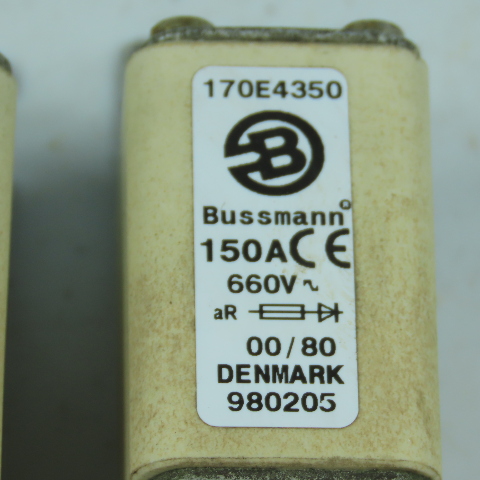 170E4350
B
Bussmann®
150A CE
660V ~
aR
00/80
DENMARK
980205